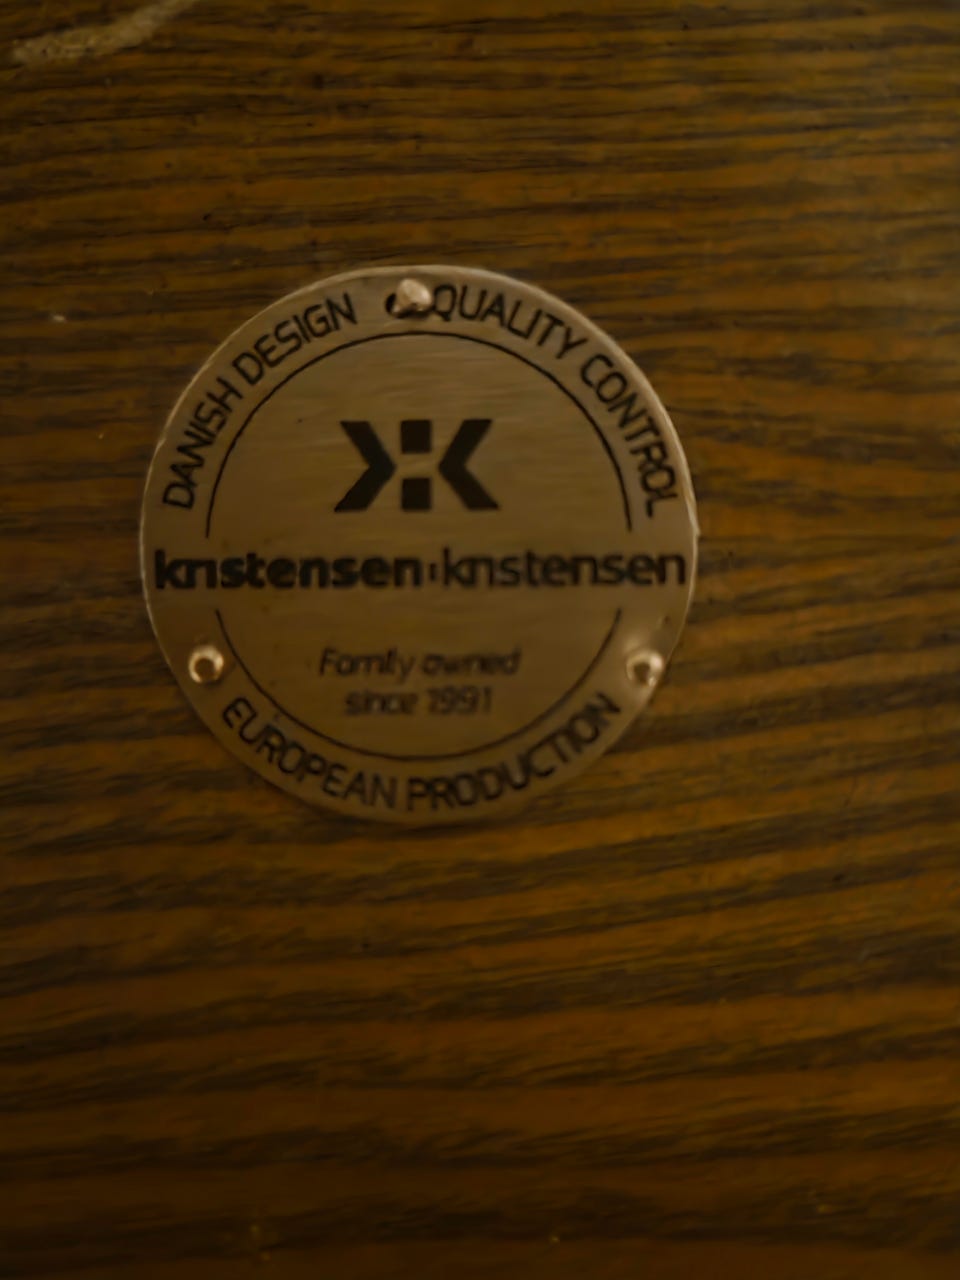 DANISH DESIGN
QUALITY CONTROL
kristensen:kristensen
Family owned
since 1991
EUROPEAN PRODUCTION